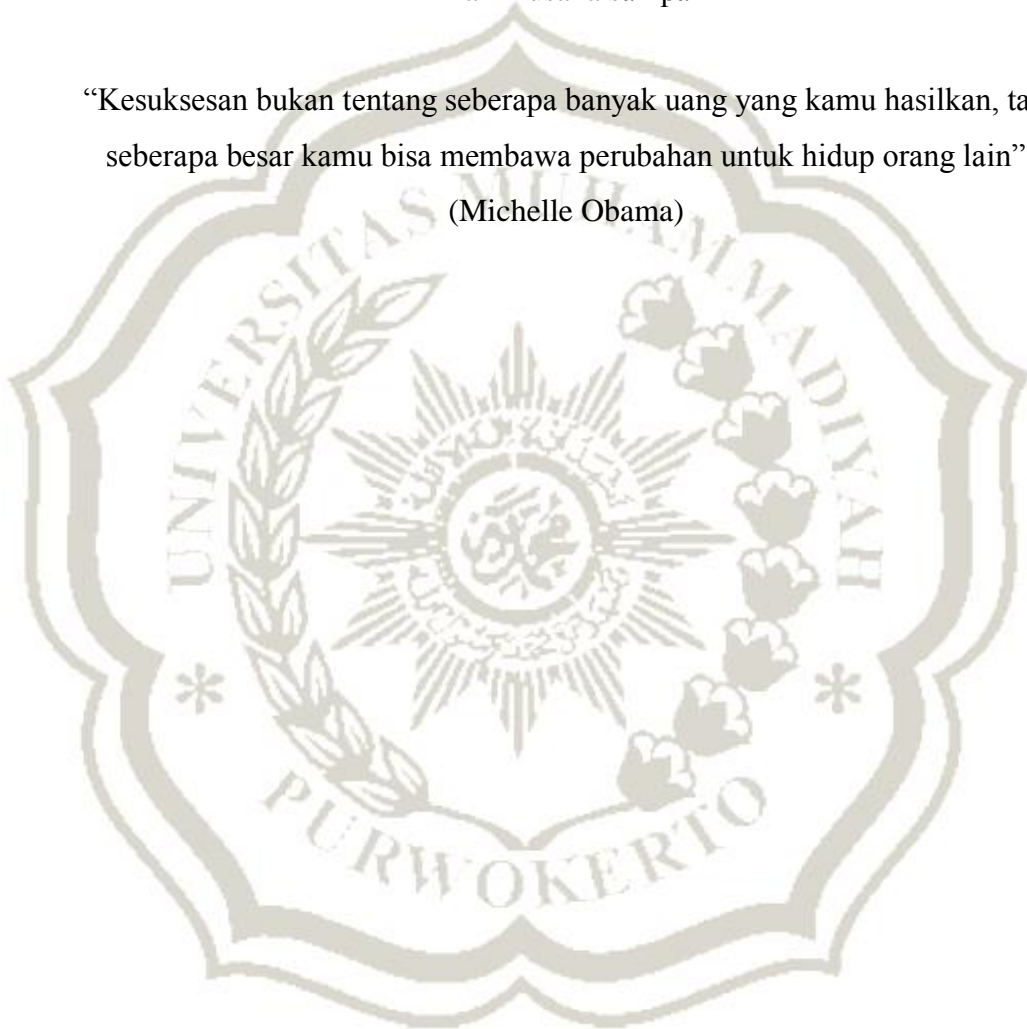 “Kesuksesan bukan tentang seberapa banyak uang yang kamu hasilkan, ta
seberapa besar kamu bisa membawa perubahan untuk hidup orang lain”
(Michelle Obama)
UNIVERSITAS MUHAMMADIYAH
* PURWOKERTO *